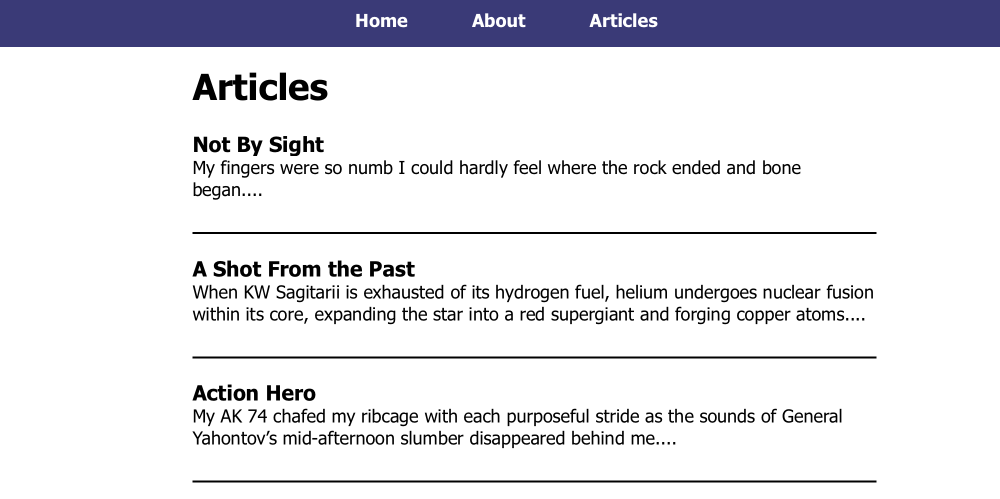 Home About Articles
Articles
Not By Sight
My fingers were so numb I could hardly feel where the rock ended and bone
began....
A Shot From the Past
When KW Sagitarii is exhausted of its hydrogen fuel, helium undergoes nuclear fusion
within its core, expanding the star into a red supergiant and forging copper atoms....
Action Hero
My AK 74 chafed my ribcage with each purposeful stride as the sounds of General
Yahontov’s mid-afternoon slumber disappeared behind me....